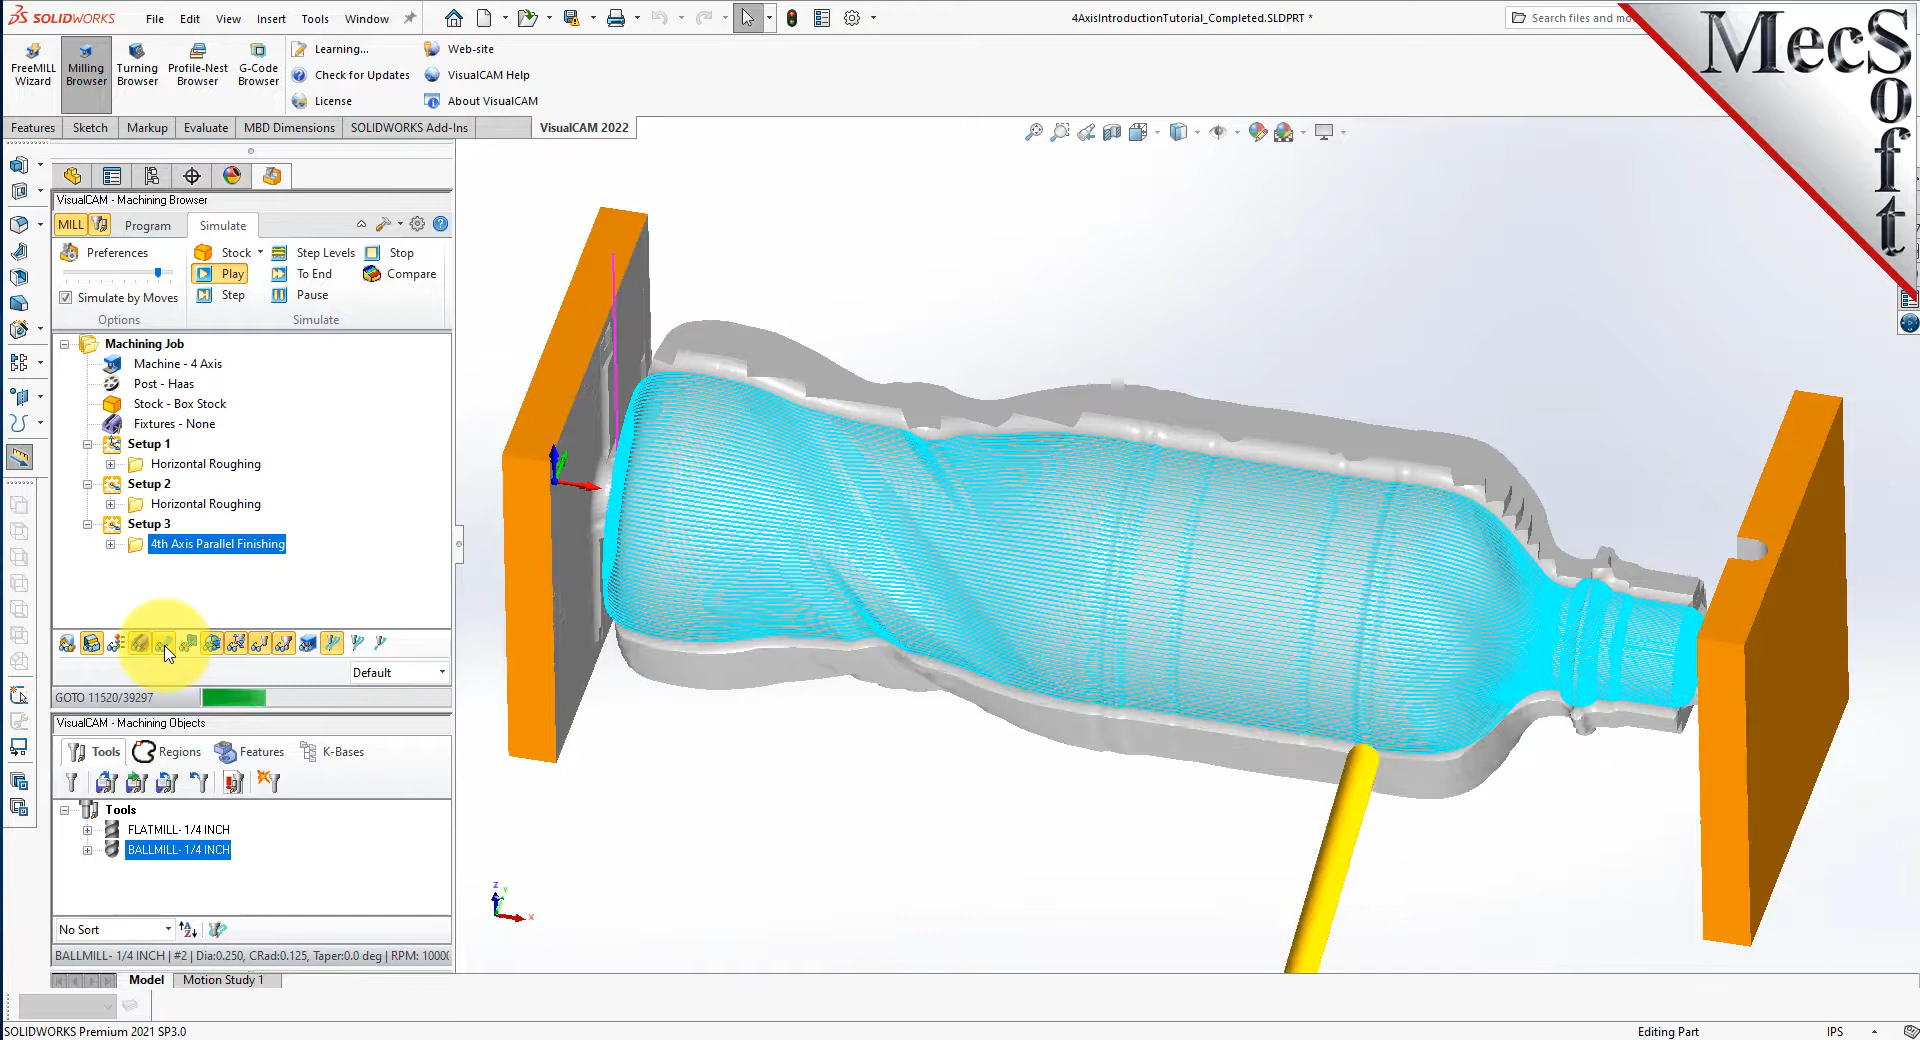 SOLIDWORKS File Edit View Insert Tools Window 4AxisIntroductionTutorial_Completed.SLDPRT * Search files and mo
MecSoft
FreeMILL Wizard
Milling Browser
Turning Browser
Profile-Nest Browser
G-Code Browser
Learning...
Check for Updates
License
Web-site
VisualCAM Help
About VisualCAM
Features Sketch Markup Evaluate MBD Dimensions SOLIDWORKS Add-Ins VisualCAM 2022
VisualCAM - Machining Browser
MILL Program Simulate
Preferences Stock Step Levels Stop
Play To End Compare
Simulate by Moves Step Pause
Options Simulate
Machining Job
Machine - 4 Axis
Post - Haas
Stock - Box Stock
Fixtures - None
Setup 1
Horizontal Roughing
Setup 2
Horizontal Roughing
Setup 3
4th Axis Parallel Finishing
Default
GOTO 11520/39297
VisualCAM - Machining Objects
Tools Regions Features K-Bases
Tools
FLATMILL- 1/4 INCH
BALLMILL- 1/4 INCH
Z Y X
No Sort
BALLMILL- 1/4 INCH | #2 | Dia:0.250, CRad:0.125, Taper:0.0 deg | RPM: 1000
Model Motion Study 1
SOLIDWORKS Premium 2021 SP3.0 Editing Part IPS